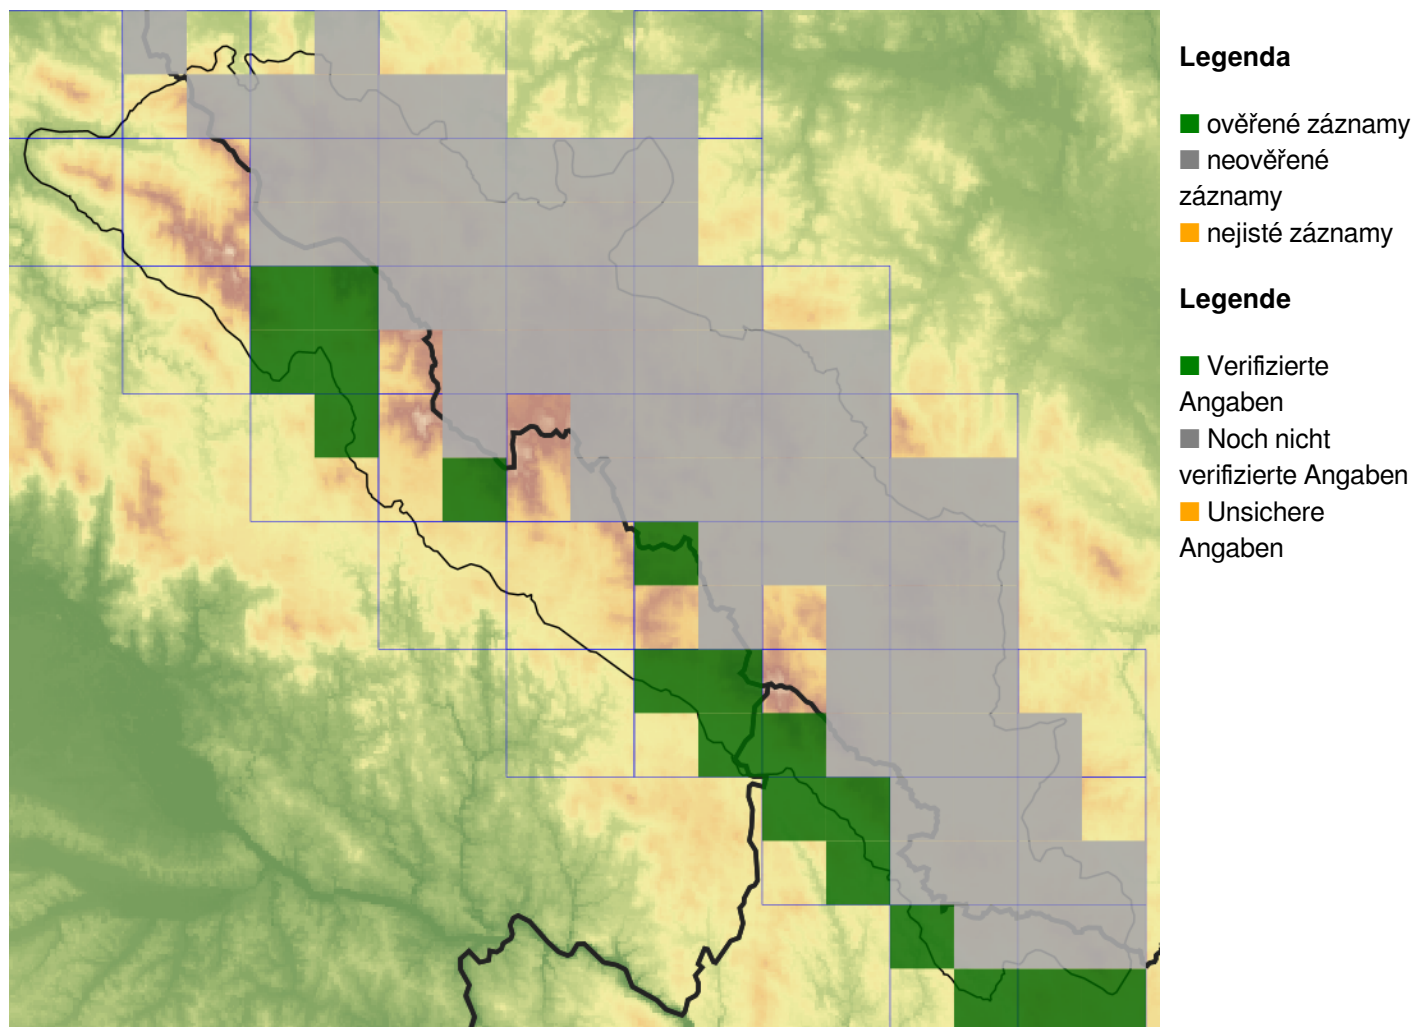 Legenda
ověřené záznamy
neověřené
záznamy
nejisté záznamy
Legende
Verifizierte
Angaben
Noch nicht
verifizierte Angaben
Unsichere
Angaben